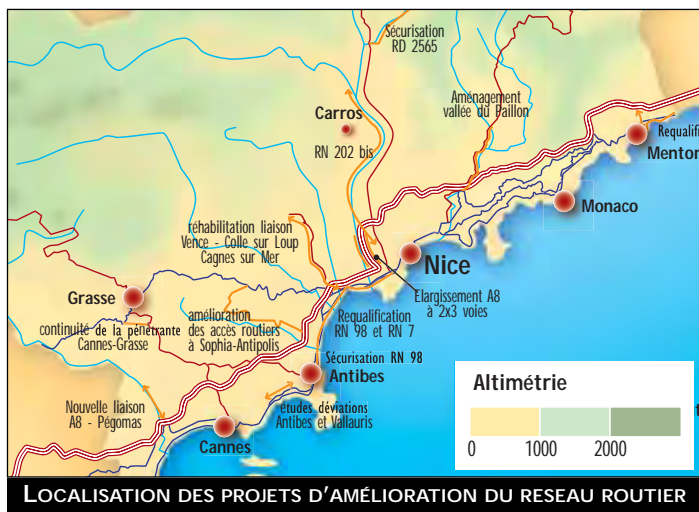 Sécurisation
RD 2565
Aménagement
vallée du Paillon
Carros
RN 202 bis
Requalifi
Menton
Monaco
réhabilitation liaison
Vence - Colle sur Loup
Cagnes sur Mer
Nice
Elargissement A8
à 2x3 voies
Grasse
continuité de la pénétrante
Cannes-Grasse
amélioration
des accès routiers
à Sophia-Antipolis
Requalification
RN 98 et RN 7
Sécurisation RN 98
Antibes
Nouvelle liaison
A8 - Pégomas
études déviations
Antibes et Vallauris
Cannes
Altimétrie
0 1000 2000
LOCALISATION DES PROJETS D'AMÉLIORATION DU RESEAU ROUTIER